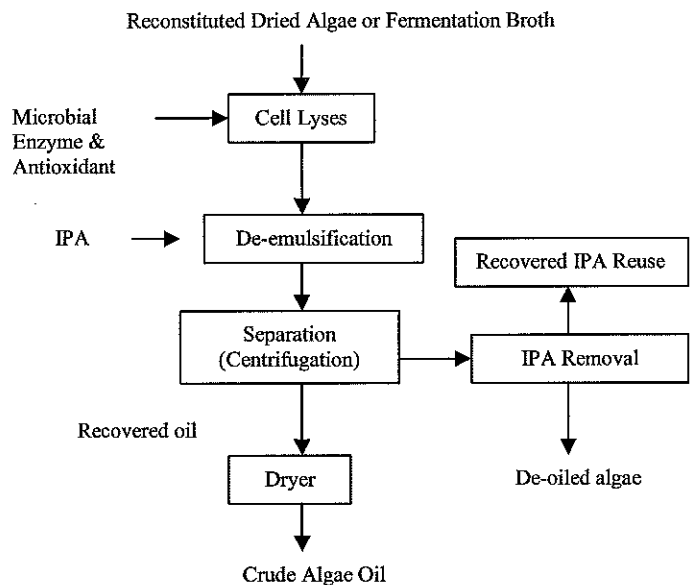 Reconstituted Dried Algae or Fermentation Broth
Microbial
Enzyme &
Antioxidant
Cell Lyses
IPA
De-emulsification
Recovered IPA Reuse
Separation
(Centrifugation)
IPA Removal
Recovered oil
Dryer
De-oiled algae
Crude Algae Oil